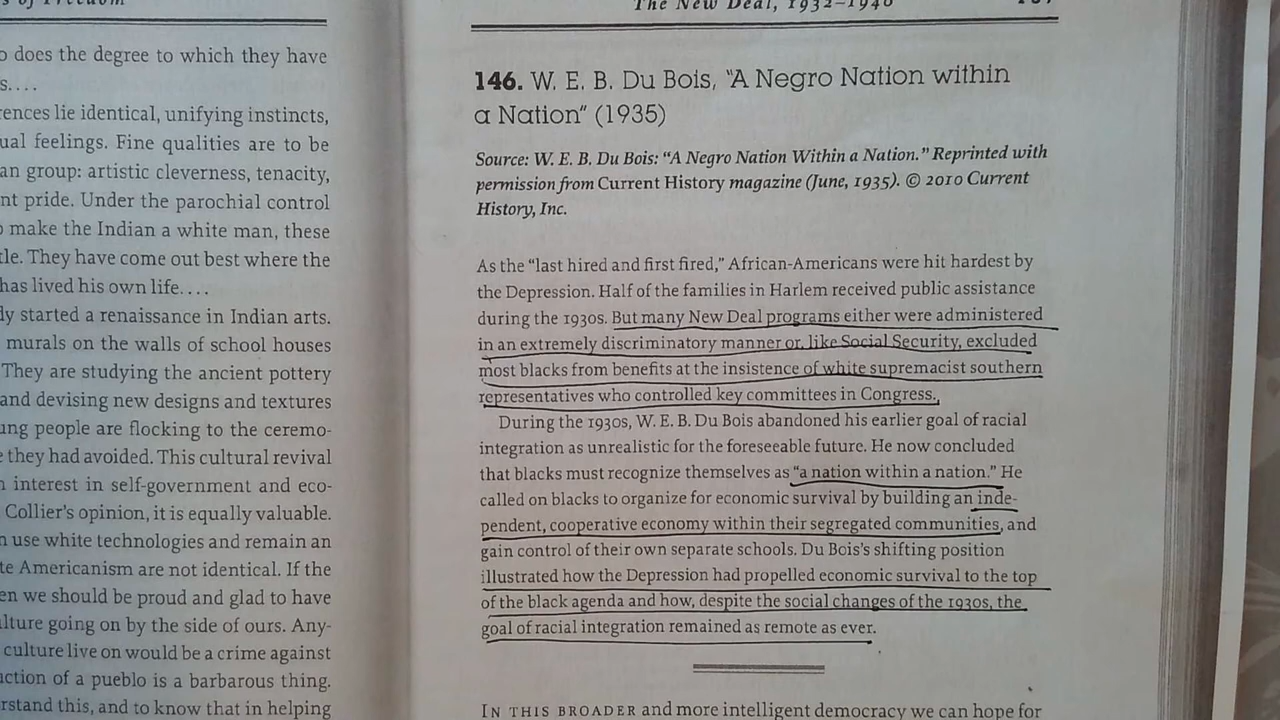 does the degree to which they have
s....
identical, unifying instincts,
feelings. Fine qualities are to be
group: artistic cleverness, tenacity,
pride. Under the parochial control
make the Indian a white man, these
They have come out best where the
has lived his own life....
started a renaissance in Indian arts.
murals on the walls of school houses
They are studying the ancient pottery
and devising new designs and textures
people are flocking to the ceremo-
they had avoided. This cultural revival
interest in self-government and eco-
Collier's opinion, it is equally valuable.
use white technologies and remain an
Americanism are not identical. If the
we should be proud and glad to have
going on by the side of ours. Any-
culture live on would be a crime against
of a pueblo is a barbarous thing.
this, and to know that in helping
The New Deal, 1932–1940
146. W. E. B. Du Bois, "A Negro Nation within
a Nation" (1935)
Source: W. E. B. Du Bois: "A Negro Nation Within a Nation." Reprinted with
permission from Current History magazine (June, 1935). © 2010 Current
History, Inc.
As the "last hired and first fired," African-Americans were hit hardest by
the Depression. Half of the families in Harlem received public assistance
during the 1930s. But many New Deal programs either were administered
in an extremely discriminatory manner or, like Social Security, excluded
most blacks from benefits at the insistence of white supremacist southern
representatives who controlled key committees in Congress.
During the 1930s, W. E. B. Du Bois abandoned his earlier goal of racial
integration as unrealistic for the foreseeable future. He now concluded
that blacks must recognize themselves as "a nation within a nation." He
called on blacks to organize for economic survival by building an inde-
pendent, cooperative economy within their segregated communities, and
gain control of their own separate schools. Du Bois's shifting position
illustrated how the Depression had propelled economic survival to the top
of the black agenda and how, despite the social changes of the 1930s, the
goal of racial integration remained as remote as ever.
IN THIS BROADER and more intelligent democracy we can hope for